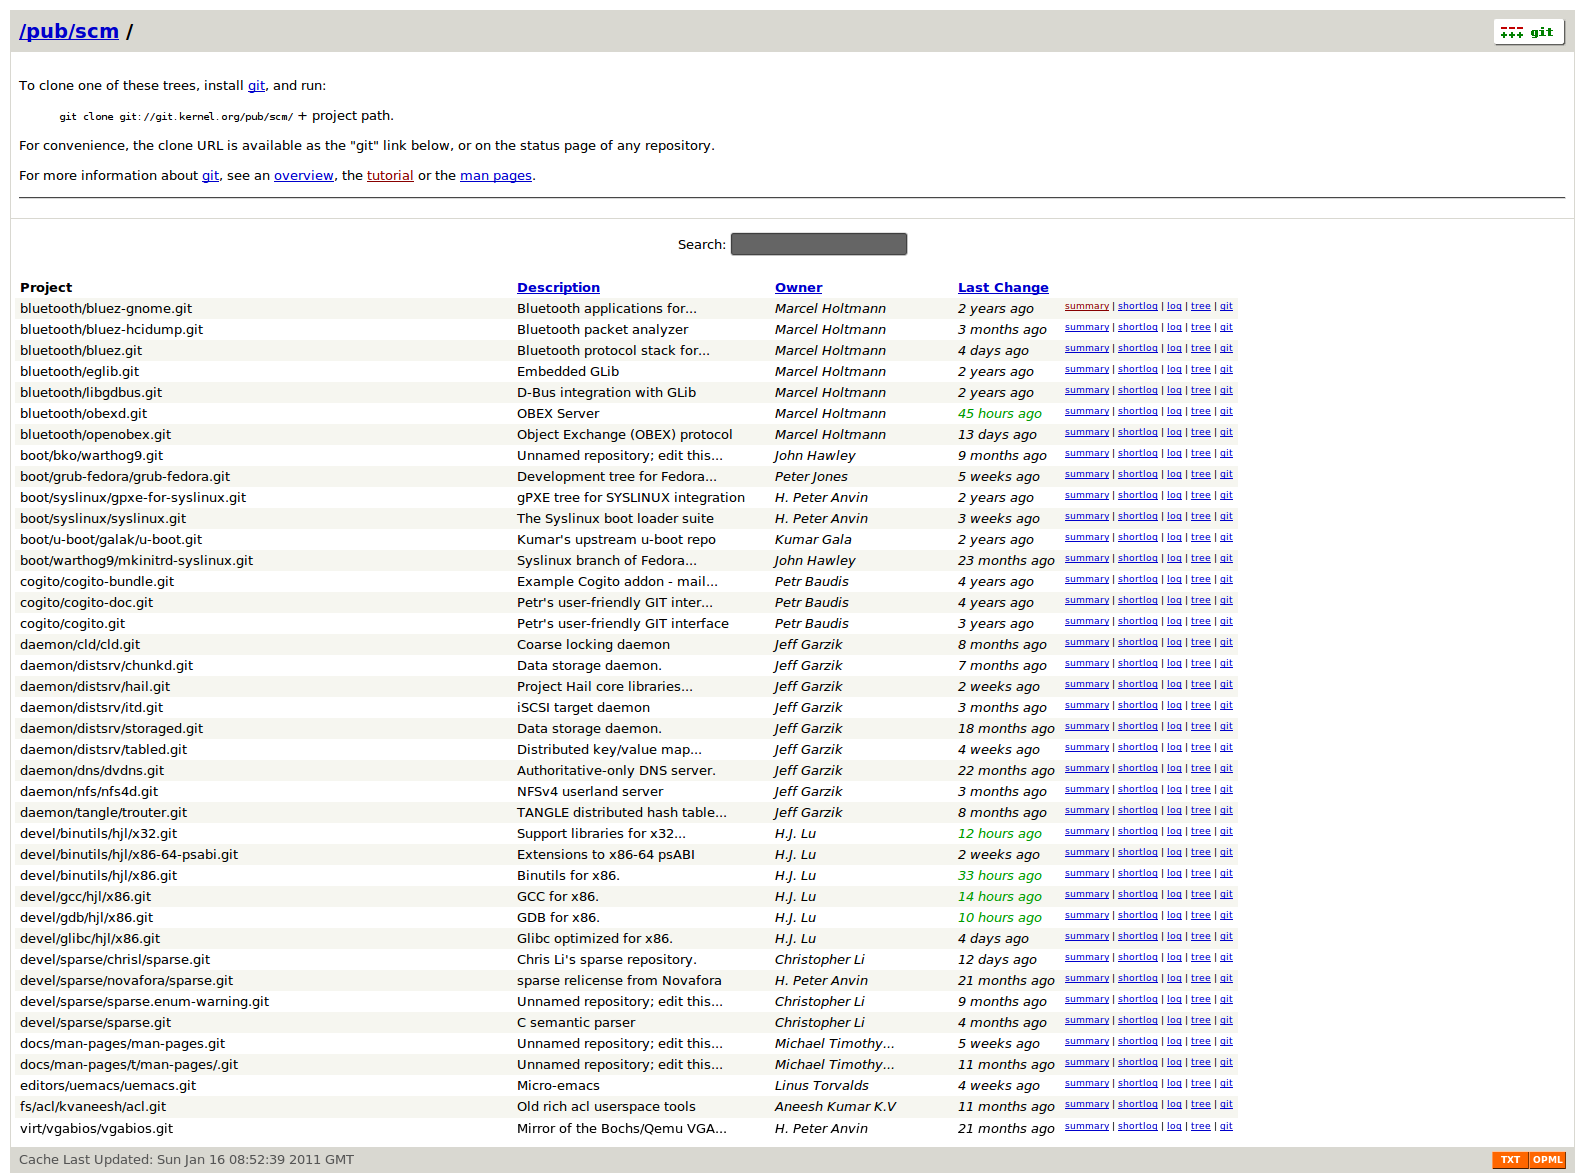 /pub/scm /
git
To clone one of these trees, install git, and run:
git clone git://git.kernel.org/pub/scm/ + project path.
For convenience, the clone URL is available as the "git" link below, or on the status page of any repository.
For more information about git, see an overview, the tutorial or the man pages.
Search:
Project Description Owner Last Change
bluetooth/bluez-gnome.git Bluetooth applications for... Marcel Holtmann 2 years ago summary | shortlog | log | tree | git
bluetooth/bluez-hcidump.git Bluetooth packet analyzer Marcel Holtmann 3 months ago summary | shortlog | log | tree | git
bluetooth/bluez.git Bluetooth protocol stack for... Marcel Holtmann 4 days ago summary | shortlog | log | tree | git
bluetooth/eglib.git Embedded GLib Marcel Holtmann 2 years ago summary | shortlog | log | tree | git
bluetooth/libgdbus.git D-Bus integration with GLib Marcel Holtmann 2 years ago summary | shortlog | log | tree | git
bluetooth/obexd.git OBEX Server Marcel Holtmann 45 hours ago summary | shortlog | log | tree | git
bluetooth/openobex.git Object Exchange (OBEX) protocol Marcel Holtmann 13 days ago summary | shortlog | log | tree | git
boot/bko/warthog9.git Unnamed repository; edit this... John Hawley 9 months ago summary | shortlog | log | tree | git
boot/grub-fedora/grub-fedora.git Development tree for Fedora... Peter Jones 5 weeks ago summary | shortlog | log | tree | git
boot/syslinux/gpxe-for-syslinux.git gPXE tree for SYSLINUX integration H. Peter Anvin 2 years ago summary | shortlog | log | tree | git
boot/syslinux/syslinux.git The Syslinux boot loader suite H. Peter Anvin 3 weeks ago summary | shortlog | log | tree | git
boot/u-boot/galak/u-boot.git Kumar's upstream u-boot repo Kumar Gala 2 years ago summary | shortlog | log | tree | git
boot/warthog9/mkinitrd-syslinux.git Syslinux branch of Fedora... John Hawley 23 months ago summary | shortlog | log | tree | git
cogito/cogito-bundle.git Example Cogito addon - mail... Petr Baudis 4 years ago summary | shortlog | log | tree | git
cogito/cogito-doc.git Petr's user-friendly GIT inter... Petr Baudis 4 years ago summary | shortlog | log | tree | git
cogito/cogito.git Petr's user-friendly GIT interface Petr Baudis 3 years ago summary | shortlog | log | tree | git
daemon/cld/cld.git Coarse locking daemon Jeff Garzik 8 months ago summary | shortlog | log | tree | git
daemon/distsrv/chunkd.git Data storage daemon. Jeff Garzik 7 months ago summary | shortlog | log | tree | git
daemon/distsrv/hail.git Project Hail core libraries... Jeff Garzik 2 weeks ago summary | shortlog | log | tree | git
daemon/distsrv/itd.git iSCSI target daemon Jeff Garzik 3 months ago summary | shortlog | log | tree | git
daemon/distsrv/storaged.git Data storage daemon. Jeff Garzik 18 months ago summary | shortlog | log | tree | git
daemon/distsrv/tabled.git Distributed key/value map... Jeff Garzik 4 weeks ago summary | shortlog | log | tree | git
daemon/dns/dvdns.git Authoritative-only DNS server. Jeff Garzik 22 months ago summary | shortlog | log | tree | git
daemon/nfs/nfs4d.git NFSv4 userland server Jeff Garzik 3 months ago summary | shortlog | log | tree | git
daemon/tangle/trouter.git TANGLE distributed hash table... Jeff Garzik 8 months ago summary | shortlog | log | tree | git
devel/binutils/hjl/x32.git Support libraries for x32... H.J. Lu 12 hours ago summary | shortlog | log | tree | git
devel/binutils/hjl/x86-64-psabi.git Extensions to x86-64 psABI H.J. Lu 2 weeks ago summary | shortlog | log | tree | git
devel/binutils/hjl/x86.git Binutils for x86. H.J. Lu 33 hours ago summary | shortlog | log | tree | git
devel/gcc/hjl/x86.git GCC for x86. H.J. Lu 14 hours ago summary | shortlog | log | tree | git
devel/gdb/hjl/x86.git GDB for x86. H.J. Lu 10 hours ago summary | shortlog | log | tree | git
devel/glibc/hjl/x86.git Glibc optimized for x86. H.J. Lu 4 days ago summary | shortlog | log | tree | git
devel/sparse/chrisl/sparse.git Chris Li's sparse repository. Christopher Li 12 days ago summary | shortlog | log | tree | git
devel/sparse/novafora/sparse.git sparse relicense from Novafora H. Peter Anvin 21 months ago summary | shortlog | log | tree | git
devel/sparse/sparse.enum-warning.git Unnamed repository; edit this... Christopher Li 9 months ago summary | shortlog | log | tree | git
devel/sparse/sparse.git C semantic parser Christopher Li 4 months ago summary | shortlog | log | tree | git
docs/man-pages/man-pages.git Unnamed repository; edit this... Michael Timothy... 5 weeks ago summary | shortlog | log | tree | git
docs/man-pages/t/man-pages/.git Unnamed repository; edit this... Michael Timothy... 11 months ago summary | shortlog | log | tree | git
editors/uemacs/uemacs.git Micro-emacs Linus Torvalds 4 weeks ago summary | shortlog | log | tree | git
fs/acl/kvaneesh/acl.git Old rich acl userspace tools Aneesh Kumar K.V 11 months ago summary | shortlog | log | tree | git
virt/vgabios/vgabios.git Mirror of the Bochs/Qemu VGA... H. Peter Anvin 21 months ago summary | shortlog | log | tree | git
Cache Last Updated: Sun Jan 16 08:52:39 2011 GMT TXT OPML